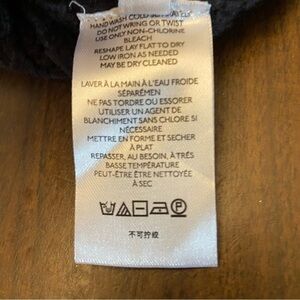 HAND WASH COLD SEPARATELY
DO NOT WRING OR TWIST
USE ONLY NON-CHLORINE
BLEACH
RESHAPE LAY FLAT TO DRY
LOW IRON AS NEEDED
MAY BE DRY CLEANED
LAVER À LA MAIN À L'EAU FROIDE
SÉPARÉMEN
NE PAS TORDRE OU ESSORER
UTILISER UN AGENT DE
BLANCHIMENT SANS CHLORE SI
NÉCESSAIRE
METTRE EN FORME ET SECHER
À PLAT
REPASSER, AU BESOIN, À TRÉS
BASSE TEMPÉRATURE
PEUT-ÊTRE ÊTRE NETTOYÉE
À SEC
不可拧绞